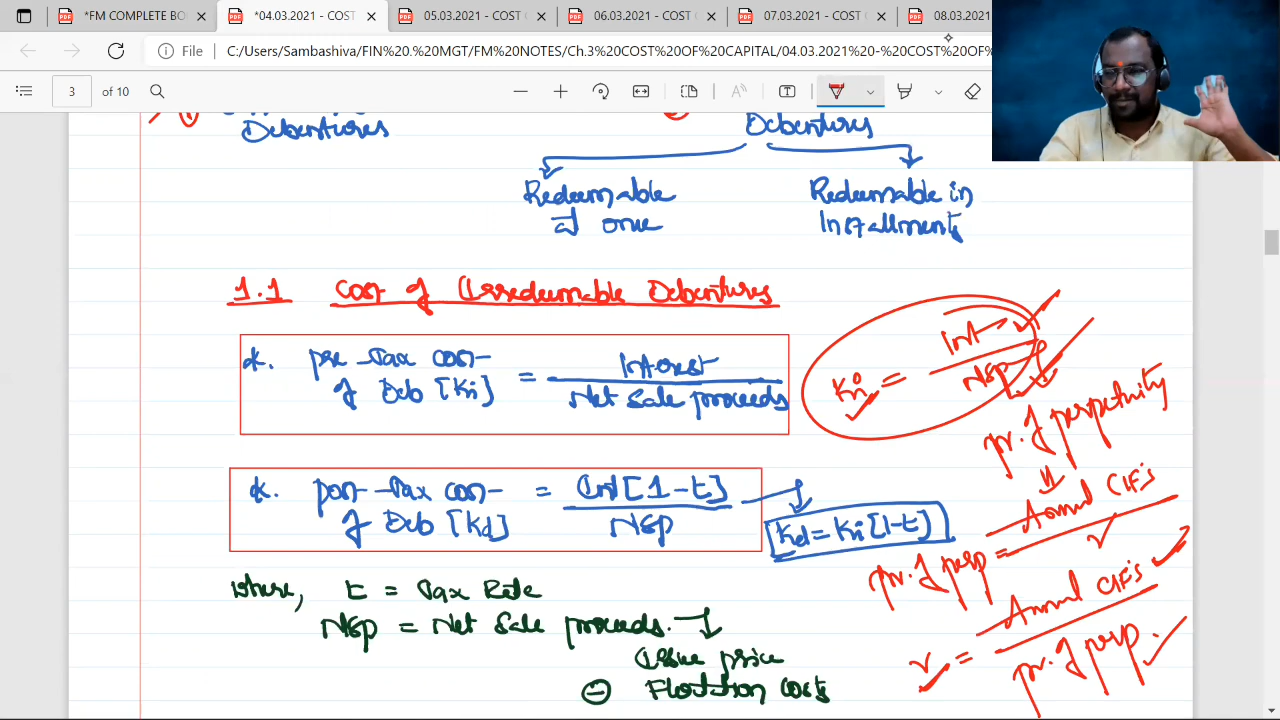 *FM COMPLETE BO
*04.03.2021 - COST
05.03.2021 - COST
06.03.2021 - COST
07.03.2021 - COST
08.03.2021
File
C:/Users/Sambashiva/FIN%20.%20MGT/FM%20NOTES/Ch.3%20COST%20OF%20CAPITAL/04.03.2021%20-%20COST%20OF%
3
of 10
Debentures
Debentures
Redeemable
at once
Redeemable in
Installments
1.1 Cost of Irredeemable Debentures
pre-Tax cost
of Deb [Ki] = Interest
Net Sale proceeds
Ki = Int
NSP
pr. of perpetuity
post-Tax cost
of Deb [Kd] = Int[1-t]
NSP
Kd = Ki[1-t]
pr. of perp = Annual CIFs
r
where, t = Tax Rate
NSP = Net Sale proceeds.
Issue price
Flotation costs
r = Annual CIFs
pr. of perp.